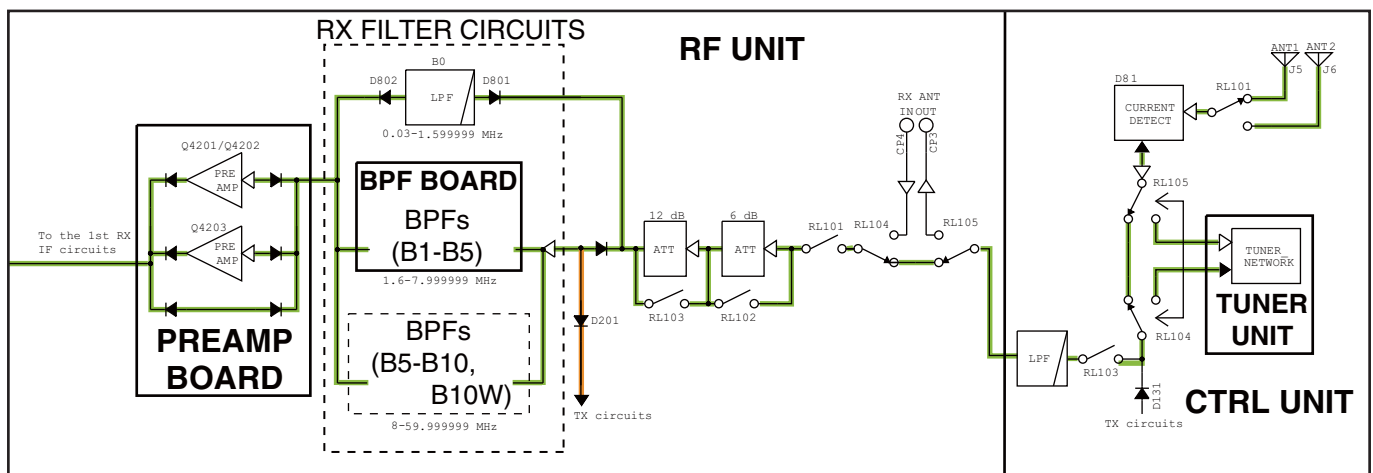 RX FILTER CIRCUITS
RF UNIT
B0
D802
D801
LPF
0.03-1.599999 MHz
Q4201/Q4202
PRE
AMP
Q4203
PRE
AMP
To the 1st RX
IF circuits
PREAMP
BOARD
BPF BOARD
BPFs
(B1-B5)
1.6-7.999999 MHz
BPFs
(B5-B10,
B10W)
8-59.999999 MHz
D201
TX circuits
12 dB
ATT
RL103
6 dB
ATT
RL102
RL101
RL104
RX ANT
INOUT
CP4
CP3
RL105
ANT1
ANT2
J5
J6
RL101
D81
CURRENT
DETECT
RL105
TUNER_
NETWORK
TUNER
UNIT
RL104
LPF
RL103
D131
TX circuits
CTRL UNIT